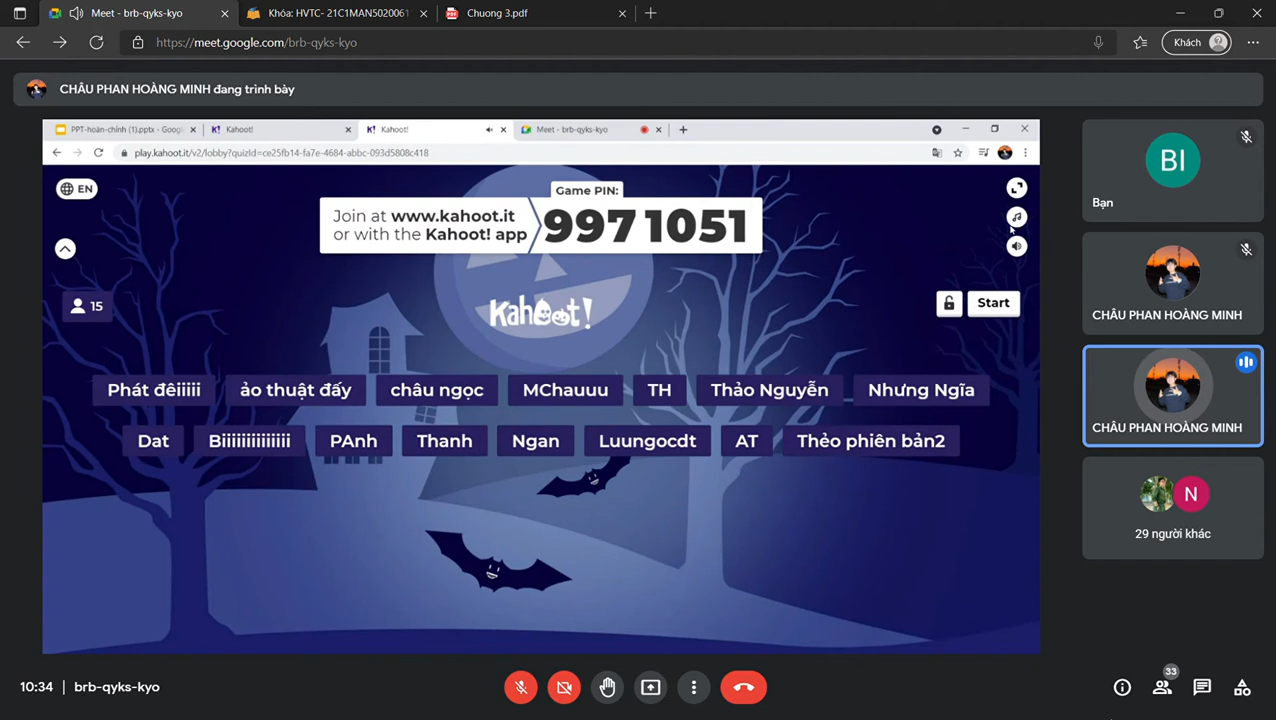 Meet - brb-qyks-kyo
Khóa: HVTC- 21C1MAN5020061
Chuong 3.pdf
https://meet.google.com/brb-qyks-kyo
Khách
CHÂU PHAN HOÀNG MINH đang trình bày
PPT-hoàn-chỉnh (1).pptx - Goog
Kahoot!
Kahoot!
Meet - brb-qyks-kyo
play.kahoot.it/v2/lobby?quizId=ce25fb14-fa7e-4684-abbc-093d5808c418
EN
Game PIN:
Join at www.kahoot.it
or with the Kahoot! app
997 1051
15
Kahoot!
Start
Phát đêiiiii
ảo thuật đấy
châu ngọc
MChauuu
TH
Thảo Nguyễn
Nhưng Ngĩa
Dat
Biiiiiiiiiiiiii
PAnh
Thanh
Ngan
Luungocdt
AT
Thẻo phiên bản2
BI
Bạn
CHÂU PHAN HOÀNG MINH
CHÂU PHAN HOÀNG MINH
N
29 người khác
10:34 | brb-qyks-kyo
33